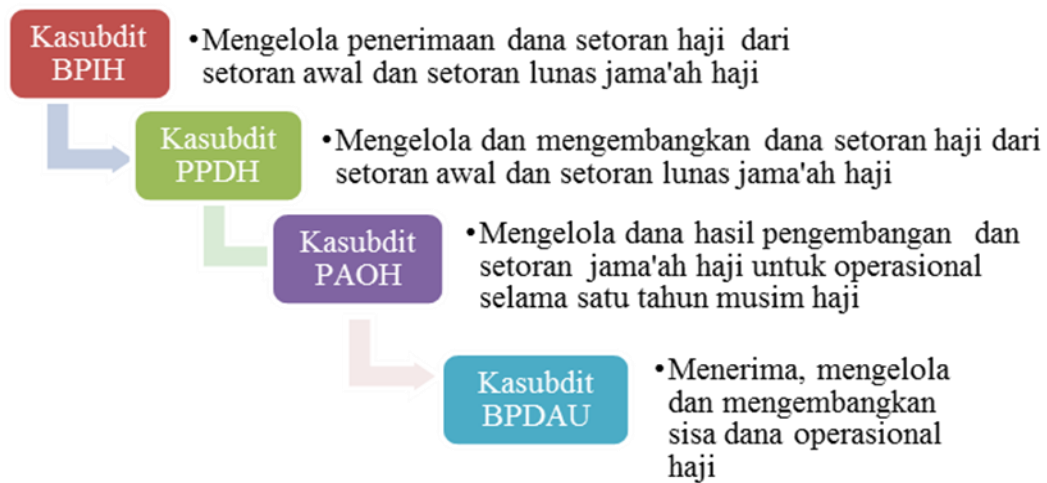 Kasubdit
BPIH
•Mengelola penerimaan dana setoran haji dari
setoran awal dan setoran lunas jama'ah haji
Kasubdit
PPDH
•Mengelola dan mengembangkan dana setoran haji dari
setoran awal dan setoran lunas jama'ah haji
Kasubdit
PAOH
•Mengelola dana hasil pengembangan dan
setoran jama'ah haji untuk operasional
selama satu tahun musim haji
Kasubdit
BPDAU
•Menerima, mengelola
dan mengembangkan
sisa dana operasional
haji